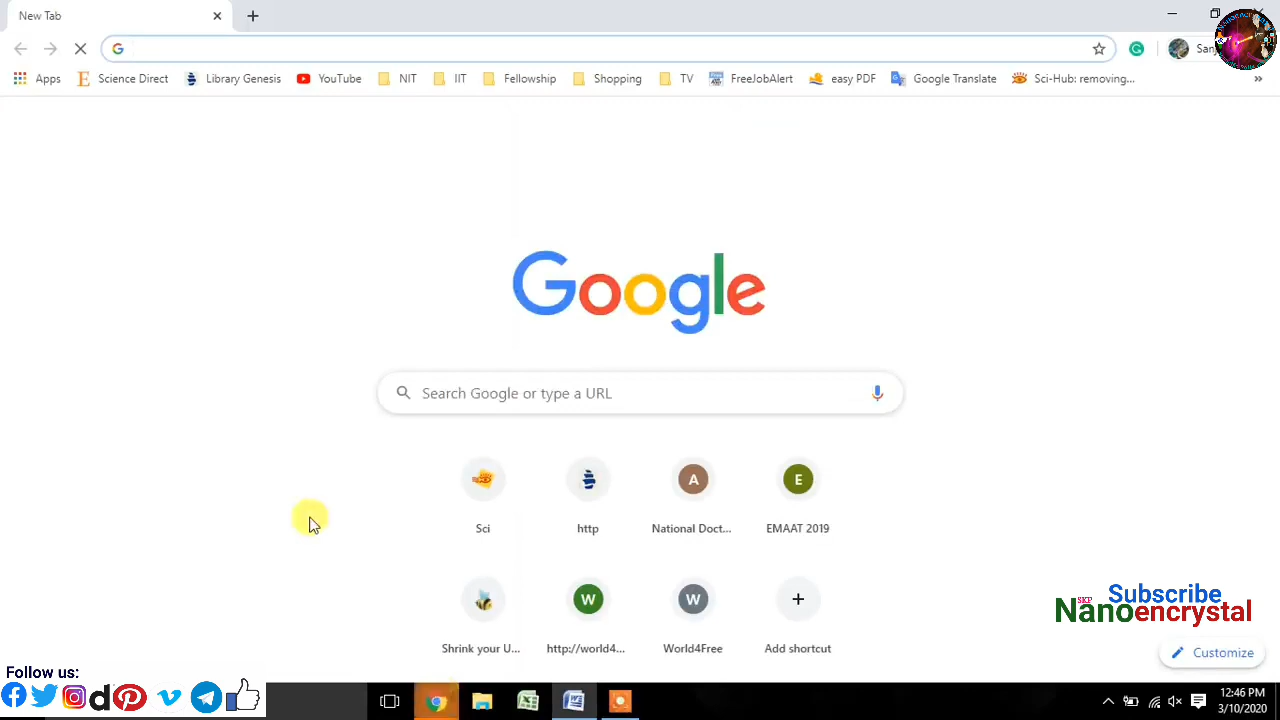 New Tab
Sanj
Apps
Science Direct
Library Genesis
YouTube
NIT
IIT
Fellowship
Shopping
TV
FreeJobAlert
easy PDF
Google Translate
Sci-Hub: removing...
»
Google
Search Google or type a URL
A
E
Sci
http
National Doct...
EMAAT 2019
W
W
Shrink your U...
http://world4...
World4Free
Add shortcut
Subscribe
SKP
Nanoencrystal
Customize
Follow us:
12:46 PM
3/10/2020